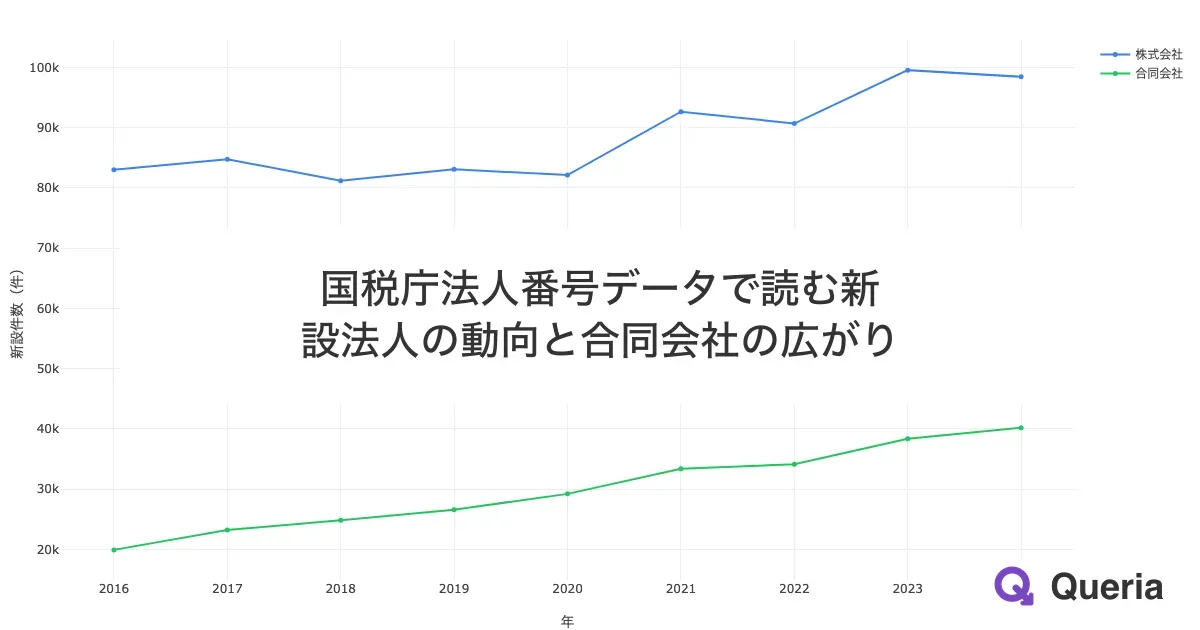 100k
90k
80k
70k
60k
50k
40k
30k
20k
新設件数（件）
株式会社
合同会社
国税庁法人番号データで読む新
設法人の動向と合同会社の広がり
2016 2017 2018 2019 2020 2021 2022 2023
年
Queria